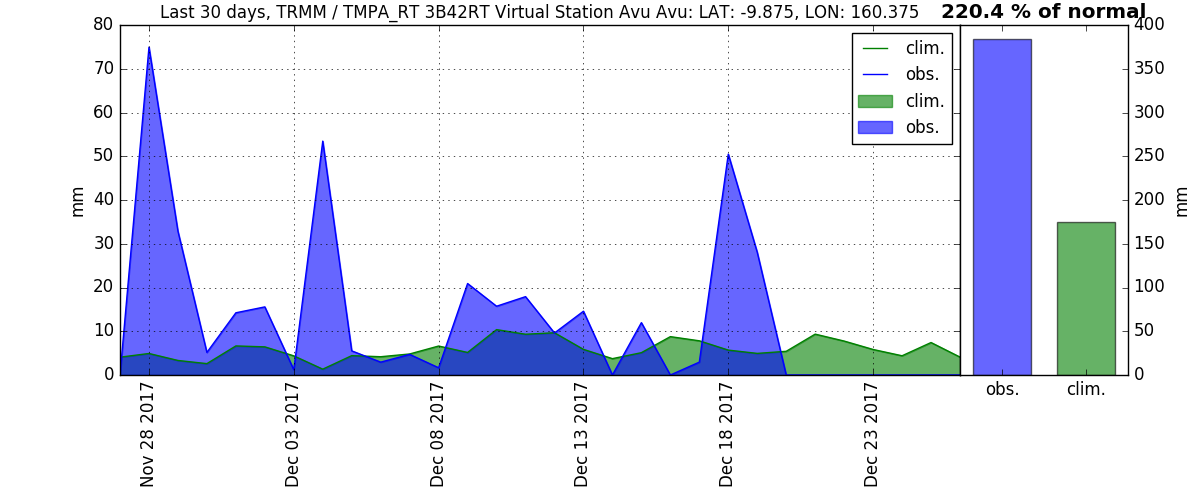 Last 30 days, TRMM / TMPA_RT 3B42RT Virtual Station Avu Avu: LAT: -9.875, LON: 160.375
220.4 % of normal
80
70
60
50
40
30
20
10
0
mm
clim.
obs.
clim.
obs.
Nov 28 2017
Dec 03 2017
Dec 08 2017
Dec 13 2017
Dec 18 2017
Dec 23 2017
400
350
300
250
200
150
100
50
0
mm
obs.
clim.